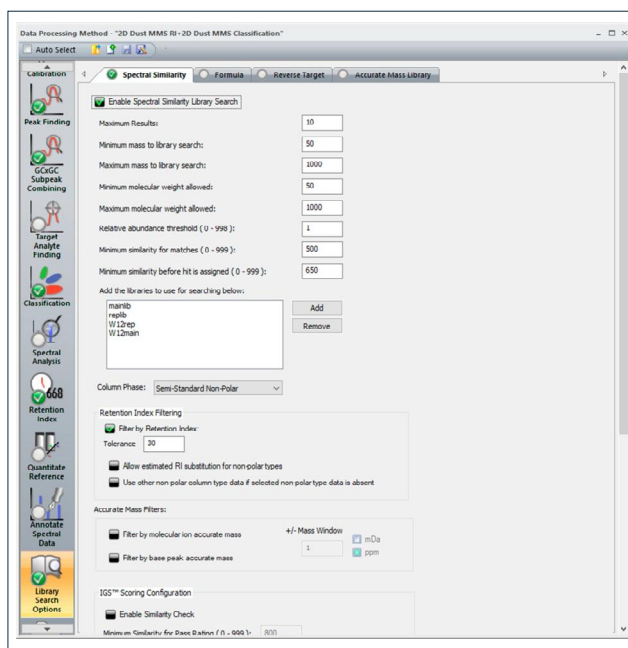 Data Processing Method - "2D Dust MMS RI+2D Dust MMS Classification"
Auto Select
Calibration
Peak Finding
GCxGC
Subpeak
Combining
Target
Analyte
Finding
Classification
Spectral
Analysis
668
Retention
Index
Quantitate
Reference
Annotate
Spectral
Data
Library
Search
Options
Spectral Similarity Formula Reverse Target Accurate Mass Library
Enable Spectral Similarity Library Search
Maximum Results: 10
Minimum mass to library search: 50
Maximum mass to library search: 1000
Minimum molecular weight allowed: 50
Maximum molecular weight allowed: 1000
Relative abundance threshold ( 0 - 998 ): 1
Minimum similarity for matches ( 0 - 999 ): 500
Minimum similarity before hit is assigned ( 0 - 999 ): 650
Add the libraries to use for searching below:
mainlib
replib
W12rep
W12main
Add
Remove
Column Phase: Semi-Standard Non-Polar
Retention Index Filtering
Filter by Retention Index:
Tolerance 30
Allow estimated RI substitution for non-polar types
Use other non polar column type data if selected non polar type data is absent
Accurate Mass Filters:
Filter by molecular ion accurate mass
Filter by base peak accurate mass
+/- Mass Window
1
mDa
ppm
IGS™ Scoring Configuration
Enable Similarity Check
Minimum Similarity for Pass Rating ( 0 - 999 ): 800